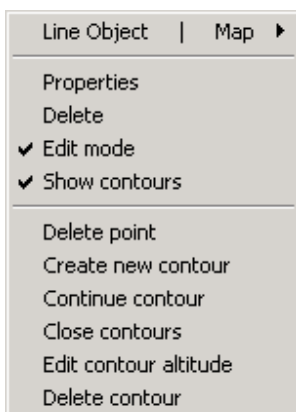 Line Object | Map
Properties
Delete
Edit mode
Show contours
Delete point
Create new contour
Continue contour
Close contours
Edit contour altitude
Delete contour